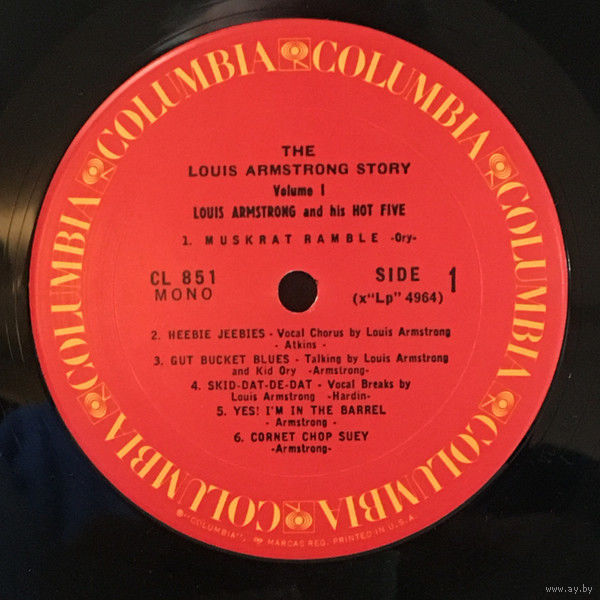 COLUMBIA COLUMBIA COLUMBIA COLUMBIA COLUMBIA COLUMBIA
THE
LOUIS ARMSTRONG STORY
Volume 1
LOUIS ARMSTRONG and his HOT FIVE
1. MUSKRAT RAMBLE -Ory-
CL 851
MONO
SIDE 1
(x"Lp" 4964)
2. HEEBIE JEEBIES - Vocal Chorus by Louis Armstrong
- Atkins -
3. GUT BUCKET BLUES - Talking by Louis Armstrong
and Kid Ory -Armstrong-
4. SKID-DAT-DE-DAT - Vocal Breaks by
Louis Armstrong -Hardin-
5. YES! I'M IN THE BARREL
- Armstrong -
6. CORNET CHOP SUEY
-Armstrong-
"COLUMBIA", MARCAS REG. PRINTED IN U.S.A.
www.ay.by